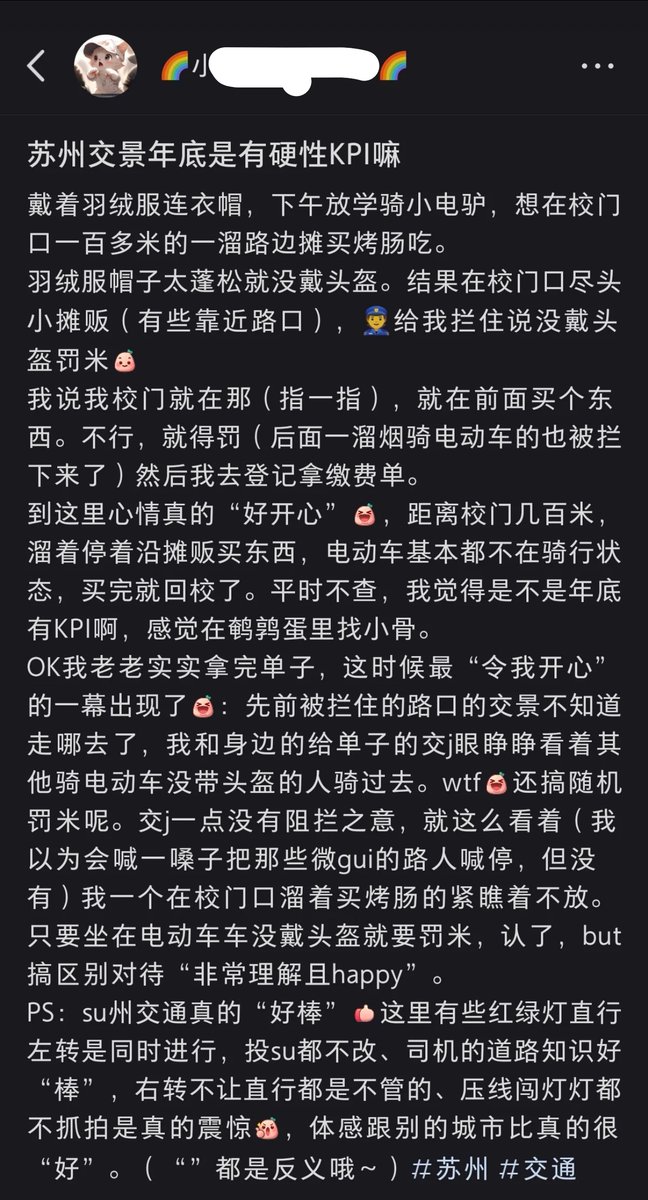 小
苏州交景年底是有硬性KPI嘛
戴着羽绒服连衣帽，下午放学骑小电驴，想在校门
口一百多米的一溜路边摊买烤肠吃。
羽绒服帽子太蓬松就没戴头盔。结果在校门口尽头
小摊贩（有些靠近路口），👮给我拦住说没戴头
盔罚米
我说我校门就在那（指一指），就在前面买个东
西。不行，就得罚（后面一溜烟骑电动车的也被拦
下来了）然后我去登记拿缴费单。
到这里心情真的“好开心”，距离校门几百米，
溜着停着沿摊贩买东西，电动车基本都不在骑行状
态，买完就回校了。平时不查，我觉得是不是年底
有KPI啊，感觉在鹌鹑蛋里找小骨。
OK我老老实实拿完单子，这时候最“令我开心”
的一幕出现了：先前被拦住的路口的交景不知道
走哪去了，我和身边的给单子的交j眼睁睁看着其
他骑电动车没带头盔的人骑过去。wtf还搞随机
罚米呢。交j一点没有阻拦之意，就这么看着（我
以为会喊一嗓子把那些微gui的路人喊停，但没
有）我一个在校门口溜着买烤肠的紧瞧着不放。
只要坐在电动车车没戴头盔就要罚米，认了，but
搞区别对待“非常理解且happy”。
PS：su州交通真的“好棒”这里有些红绿灯直行
左转是同时进行，投su都不改、司机的道路知识好
“棒”，右转不让直行都是不管的、压线闯灯灯都
不抓拍是真的震惊，体感跟别的城市比真的很
“好”。（“”都是反义哦～）#苏州 #交通